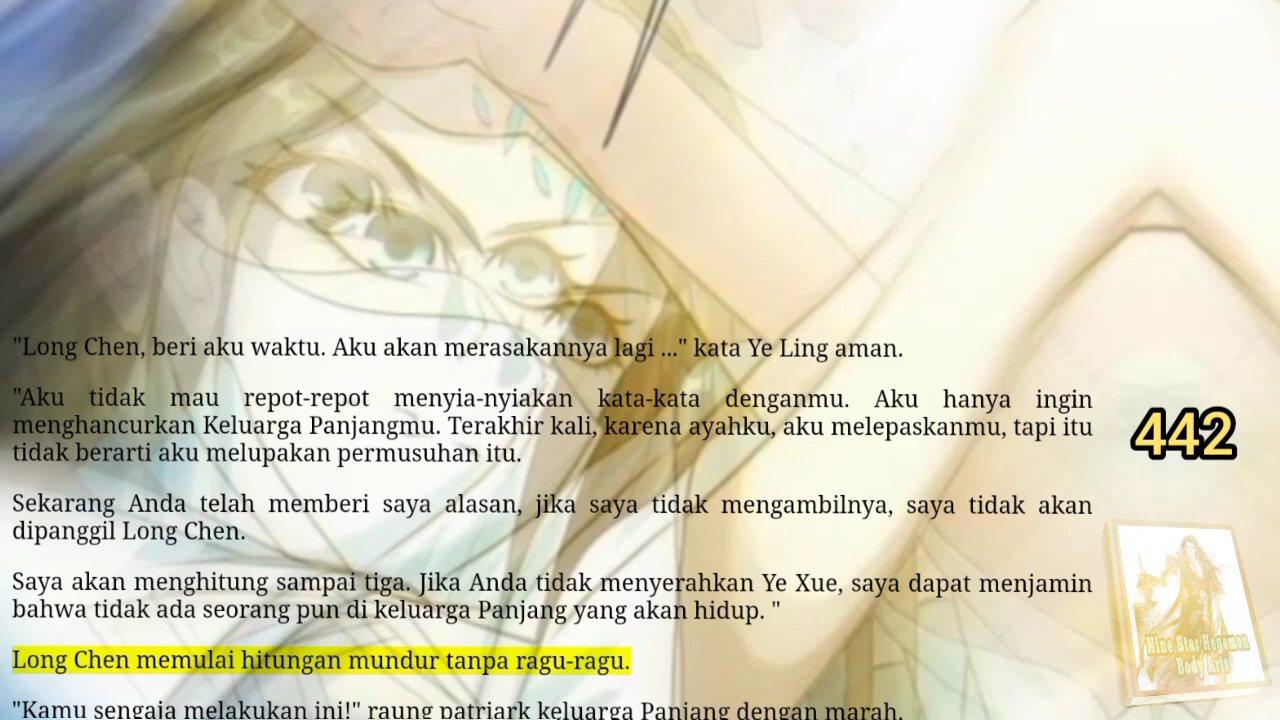 "Long Chen, beri aku waktu. Aku akan merasakannya lagi ..." kata Ye Ling aman.
"Aku tidak mau repot-repot menyia-nyiakan kata-kata denganmu. Aku hanya ingin
menghancurkan Keluarga Panjangmu. Terakhir kali, karena ayahku, aku melepaskanmu, tapi itu
tidak berarti aku melupakan permusuhan itu.
442
Sekarang Anda telah memberi saya alasan, jika saya tidak mengambilnya, saya tidak akan
dipanggil Long Chen.
Saya akan menghitung sampai tiga. Jika Anda tidak menyerahkan Ye Xue, saya dapat menjamin
bahwa tidak ada seorang pun di keluarga Panjang yang akan hidup. "
Nine Star Hegemon
Body Arts
Long Chen memulai hitungan mundur tanpa ragu-ragu.
"Kamu sengaja melakukan ini!" raung patriark keluarga Panjang dengan marah.